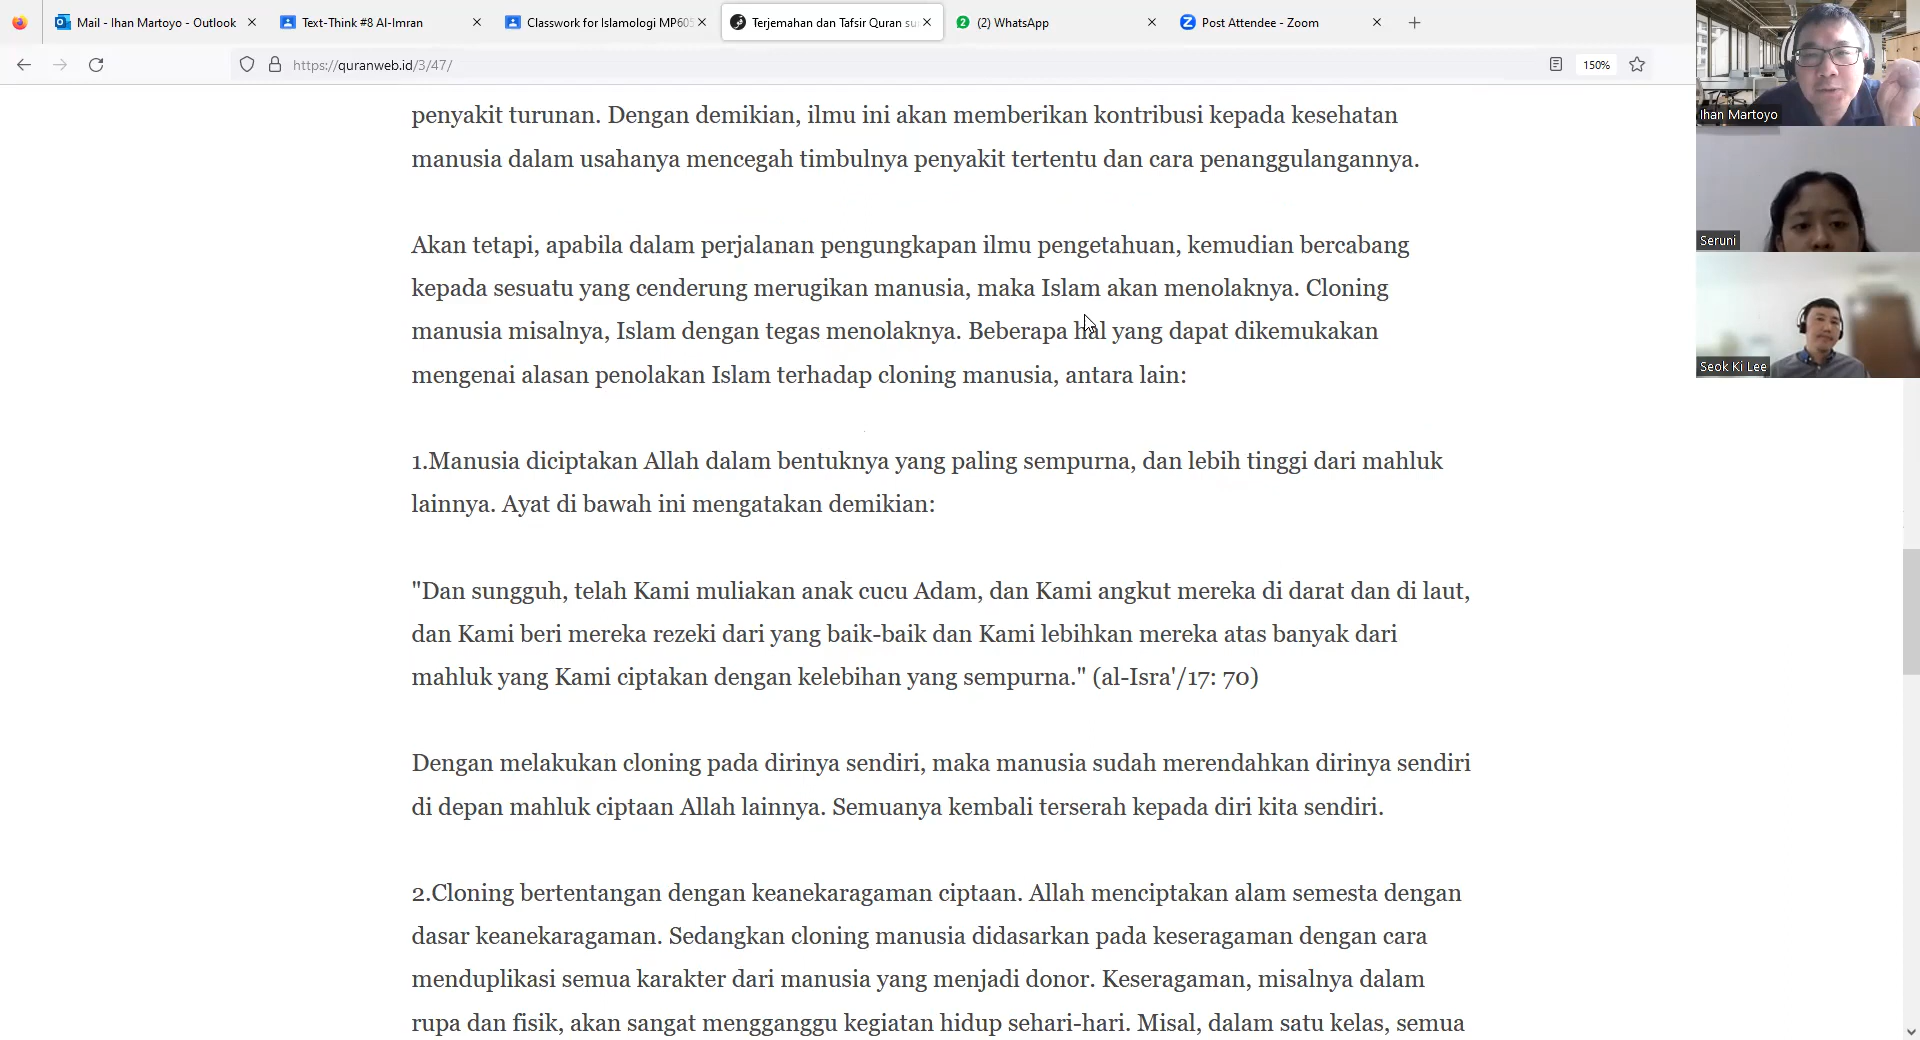 Mail - Ihan Martoyo - Outlook
Text-Think #8 Al-Imran
Classwork for Islamologi MP605
Terjemahan dan Tafsir Quran su
(2) WhatsApp
Post Attendee - Zoom
https://quranweb.id/3/47/
150%
penyakit turunan. Dengan demikian, ilmu ini akan memberikan kontribusi kepada kesehatan
manusia dalam usahanya mencegah timbulnya penyakit tertentu dan cara penanggulangannya.
Akan tetapi, apabila dalam perjalanan pengungkapan ilmu pengetahuan, kemudian bercabang
kepada sesuatu yang cenderung merugikan manusia, maka Islam akan menolaknya. Cloning
manusia misalnya, Islam dengan tegas menolaknya. Beberapa hal yang dapat dikemukakan
mengenai alasan penolakan Islam terhadap cloning manusia, antara lain:
1.Manusia diciptakan Allah dalam bentuknya yang paling sempurna, dan lebih tinggi dari mahluk
lainnya. Ayat di bawah ini mengatakan demikian:
"Dan sungguh, telah Kami muliakan anak cucu Adam, dan Kami angkut mereka di darat dan di laut,
dan Kami beri mereka rezeki dari yang baik-baik dan Kami lebihkan mereka atas banyak dari
mahluk yang Kami ciptakan dengan kelebihan yang sempurna." (al-Isra'/17: 70)
Dengan melakukan cloning pada dirinya sendiri, maka manusia sudah merendahkan dirinya sendiri
di depan mahluk ciptaan Allah lainnya. Semuanya kembali terserah kepada diri kita sendiri.
2.Cloning bertentangan dengan keanekaragaman ciptaan. Allah menciptakan alam semesta dengan
dasar keanekaragaman. Sedangkan cloning manusia didasarkan pada keseragaman dengan cara
menduplikasi semua karakter dari manusia yang menjadi donor. Keseragaman, misalnya dalam
rupa dan fisik, akan sangat mengganggu kegiatan hidup sehari-hari. Misal, dalam satu kelas, semua
Ihan Martoyo
Seruni
Seok Ki Lee